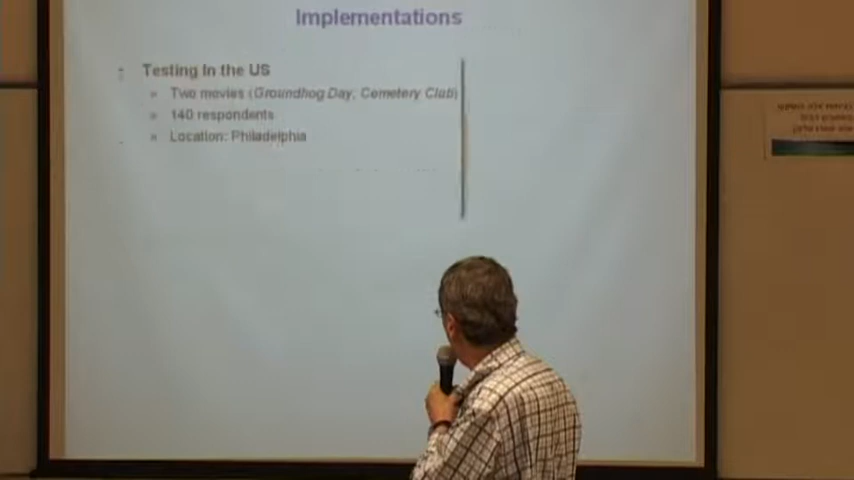 Implementations
- Testing In the US
» Two movies (Groundhog Day, Cemetery Club)
» 140 respondents
» Location: Philadelphia